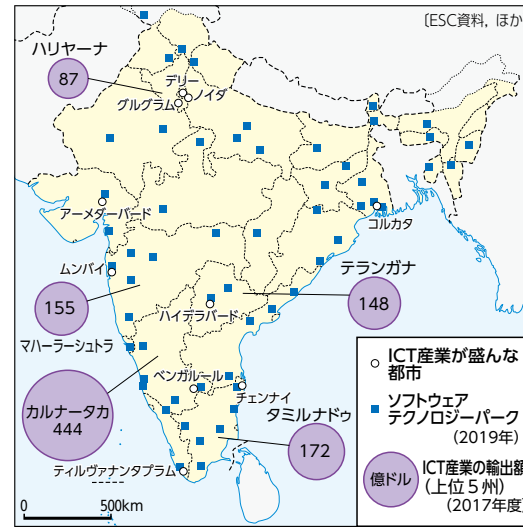 〔ESC資料，ほか
ハリヤーナ
87
デリー
ノイダ
グルグラム
アーメダーバード
コルカタ
ムンバイ
テランガナ
155
148
ハイデラバード
マハーラーシュトラ
ベンガルール
カルナータカ
444
チェンナイ
タミルナドゥ
172
ティルヴァナンタプラム
0 500km
ICT産業が盛んな
都市
ソフトウェア
テクノロジーパーク
(2019年)
億ドル
ICT産業の輸出額
(上位5州)
(2017年度)